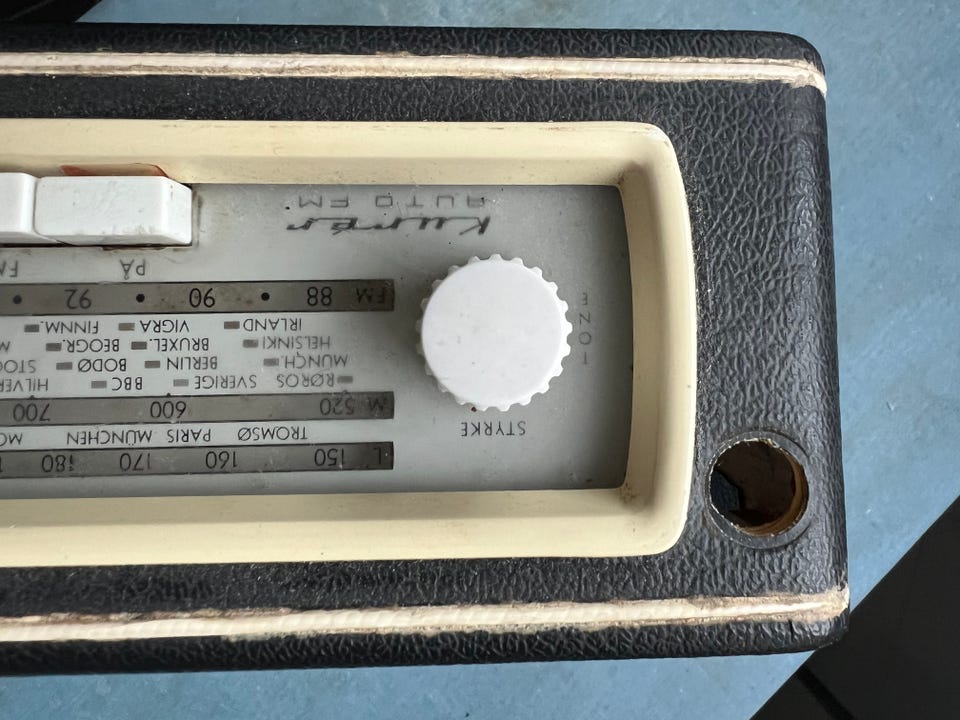 L 150 160 170 180
TROMSØ PARIS MÜNCHEN
STYRKE
M 520 600 700
RØROS SVERIGE BBC
MÜNCH. BERLIN BODØ
HELSINKI BRUXEL. BEOGR.
IRLAND VIGRA FINNM.
TONE
FM 88 • 90 • 92 •
PÅ
Kurér
AUTO FM